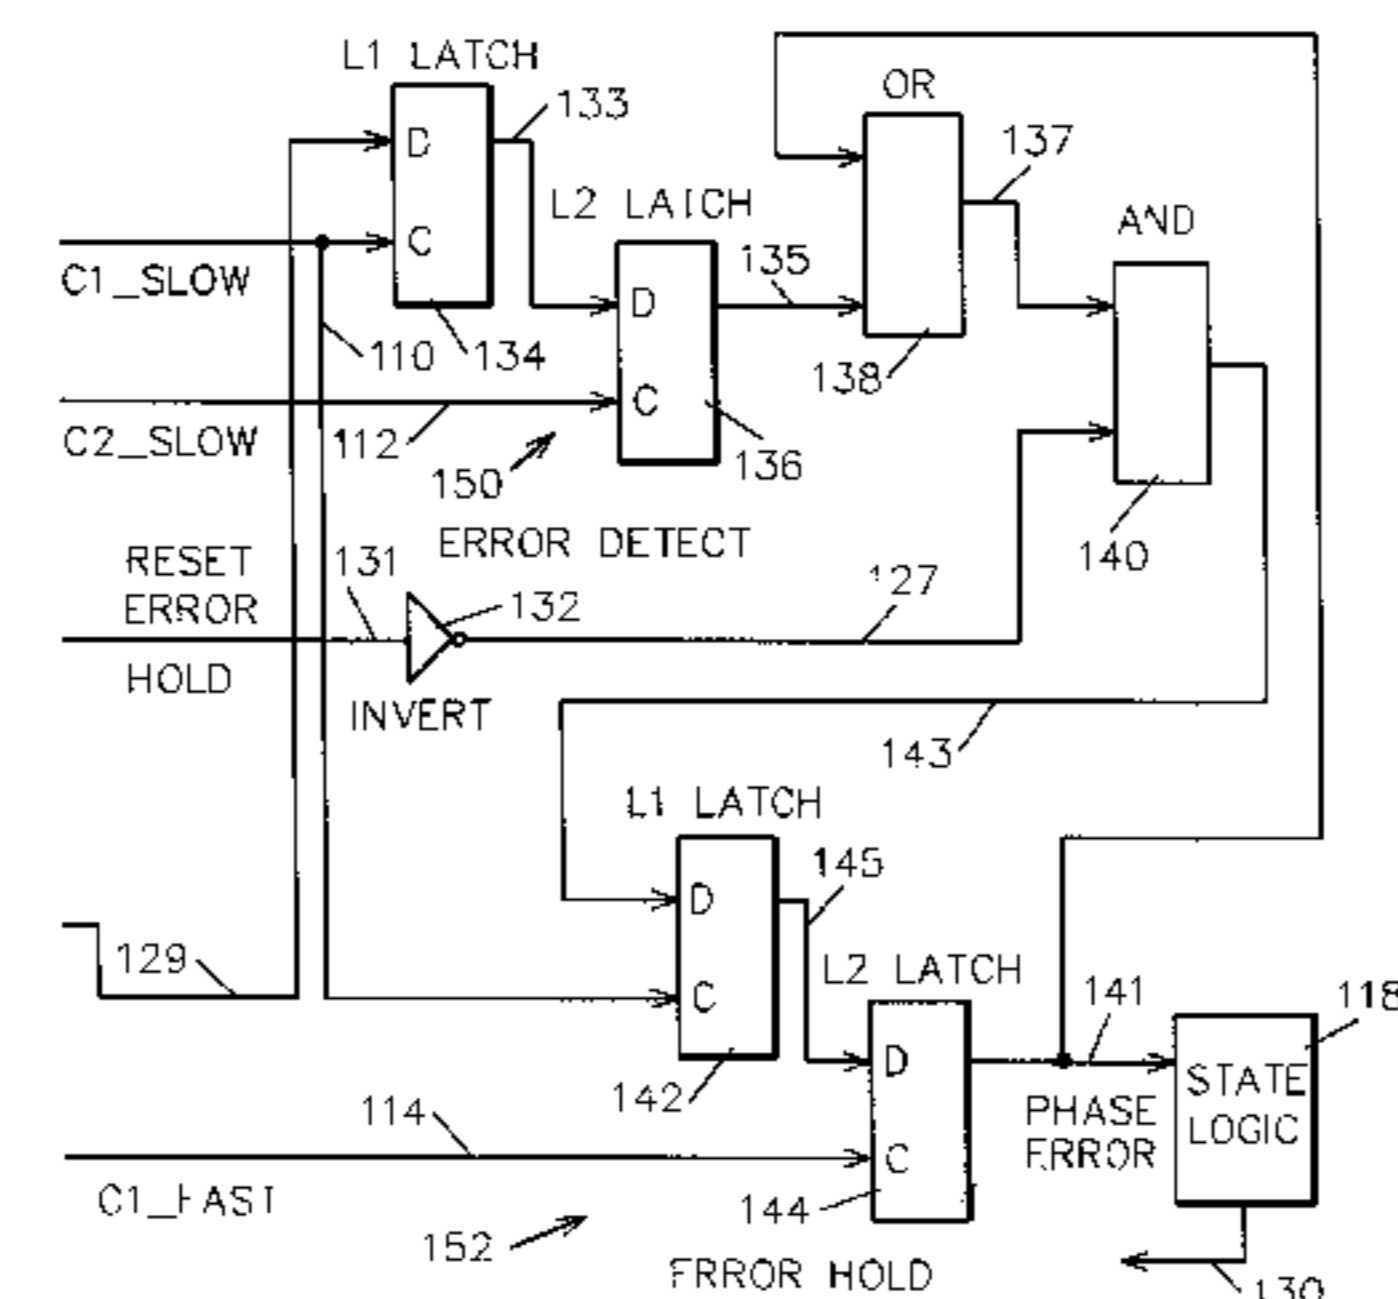 L1 LATCH
OR
D
133
137
L2 LATCH
AND
C
135
D
C1_SLOW
110
134
138
C
C2_SLOW
112
136
150
140
ERROR DETECT
RESET
131
127
ERROR
132
HOLD
INVERT
143
L1 LATCH
145
D
129
L2 LATCH
141
118
C
D
STATE
LOGIC
142
114
PHASE
ERROR
C
C1_FAST
144
152
ERROR HOLD
130